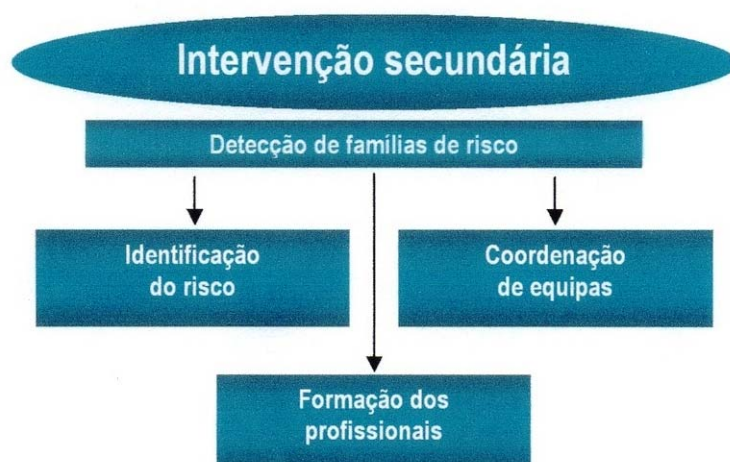 Intervenção secundária
Detecção de famílias de risco
Identificação
do risco
Coordenação
de equipas
Formação dos
profissionais